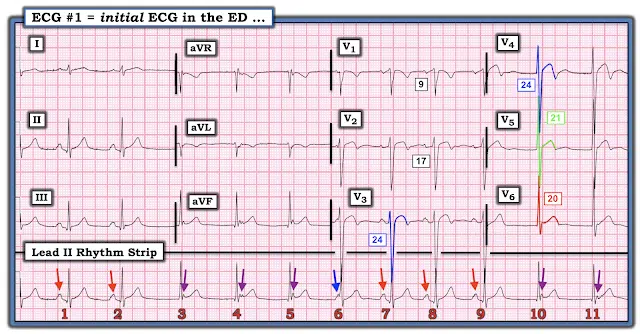 ECG #1 = initial ECG in the ED ...
I
aVR
V1
V4
9
24
II
aVL
V2
V5
21
17
III
aVF
V3
V6
20
24
Lead II Rhythm Strip
1 2 3 4 5 6 7 8 9 10 11